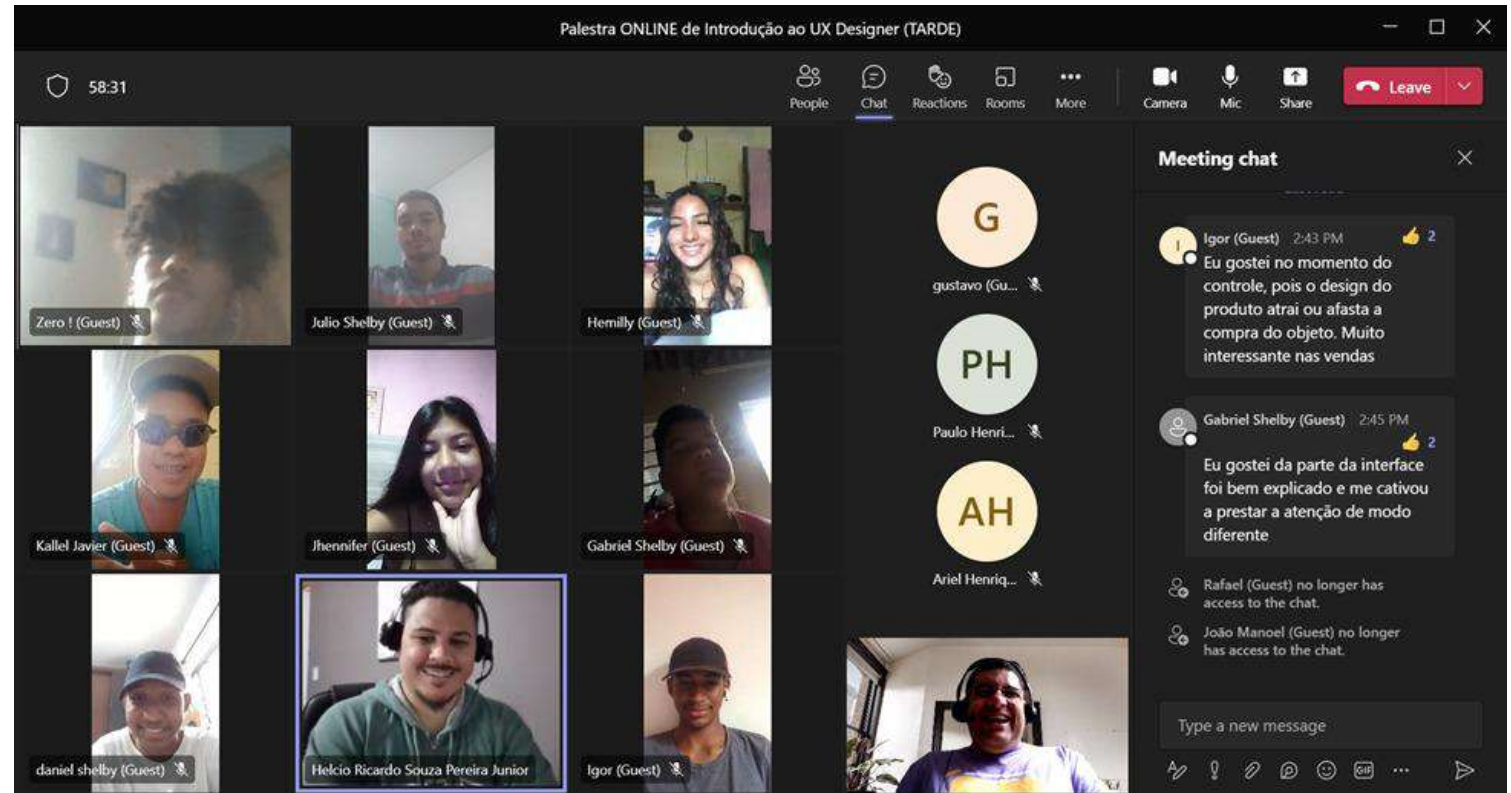 Palestra ONLINE de Introdução ao UX Designer (TARDE)
58:31
People
Chat
Reactions
Rooms
More
Camera
Mic
Share
Leave
Zero ! (Guest)
Julio Shelby (Guest)
Hemilly (Guest)
Kallel Javier (Guest)
Jhennifer (Guest)
Gabriel Shelby (Guest)
daniel shelby (Guest)
Helcio Ricardo Souza Pereira Junior
Igor (Guest)
G
gustavo (Gu...
PH
Paulo Henri...
AH
Ariel Henriq...
Meeting chat
I
Igor (Guest) 2:43 PM
👍 2
Eu gostei no momento do
controle, pois o design do
produto atrai ou afasta a
compra do objeto. Muito
interessante nas vendas
Gabriel Shelby (Guest) 2:45 PM
👍 2
Eu gostei da parte da interface
foi bem explicado e me cativou
a prestar a atenção de modo
diferente
Rafael (Guest) no longer has
access to the chat.
João Manoel (Guest) no longer
has access to the chat.
Type a new message
GIF